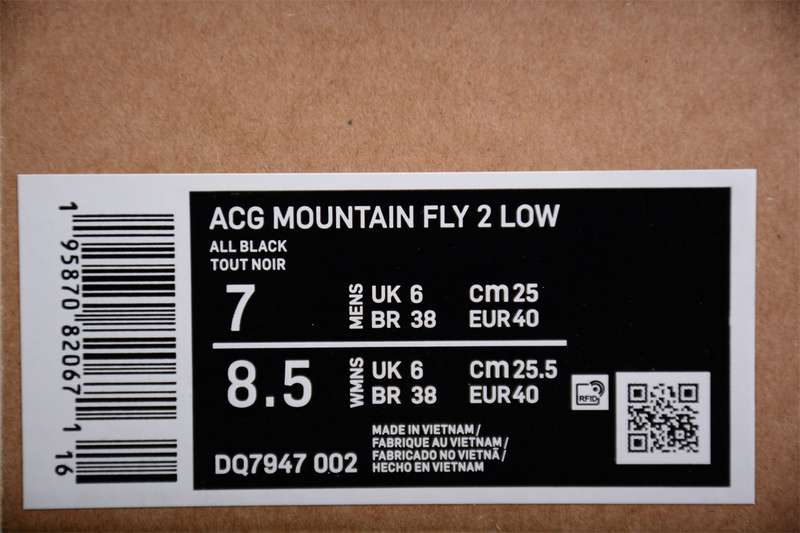 ACG MOUNTAIN FLY 2 LOW
ALL BLACK
TOUT NOIR
7 MENS UK 6 cm 25
BR 38 EUR 40
8.5 WMNS UK 6 cm 25.5
BR 38 EUR 40
MADE IN VIETNAM /
FABRIQUE AU VIETNAM /
FABRICADO NO VIETNÃ /
HECHO EN VIETNAM
DQ7947 002
RFID
1 95870 82067 1 16